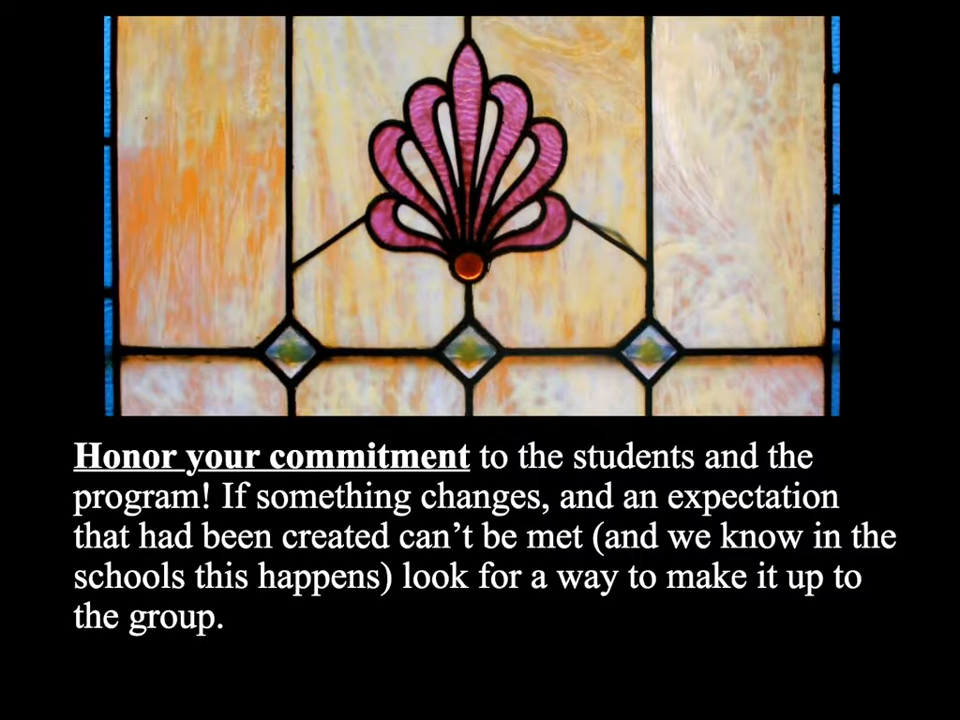 Honor your commitment to the students and the
program! If something changes, and an expectation
that had been created can’t be met (and we know in the
schools this happens) look for a way to make it up to
the group.